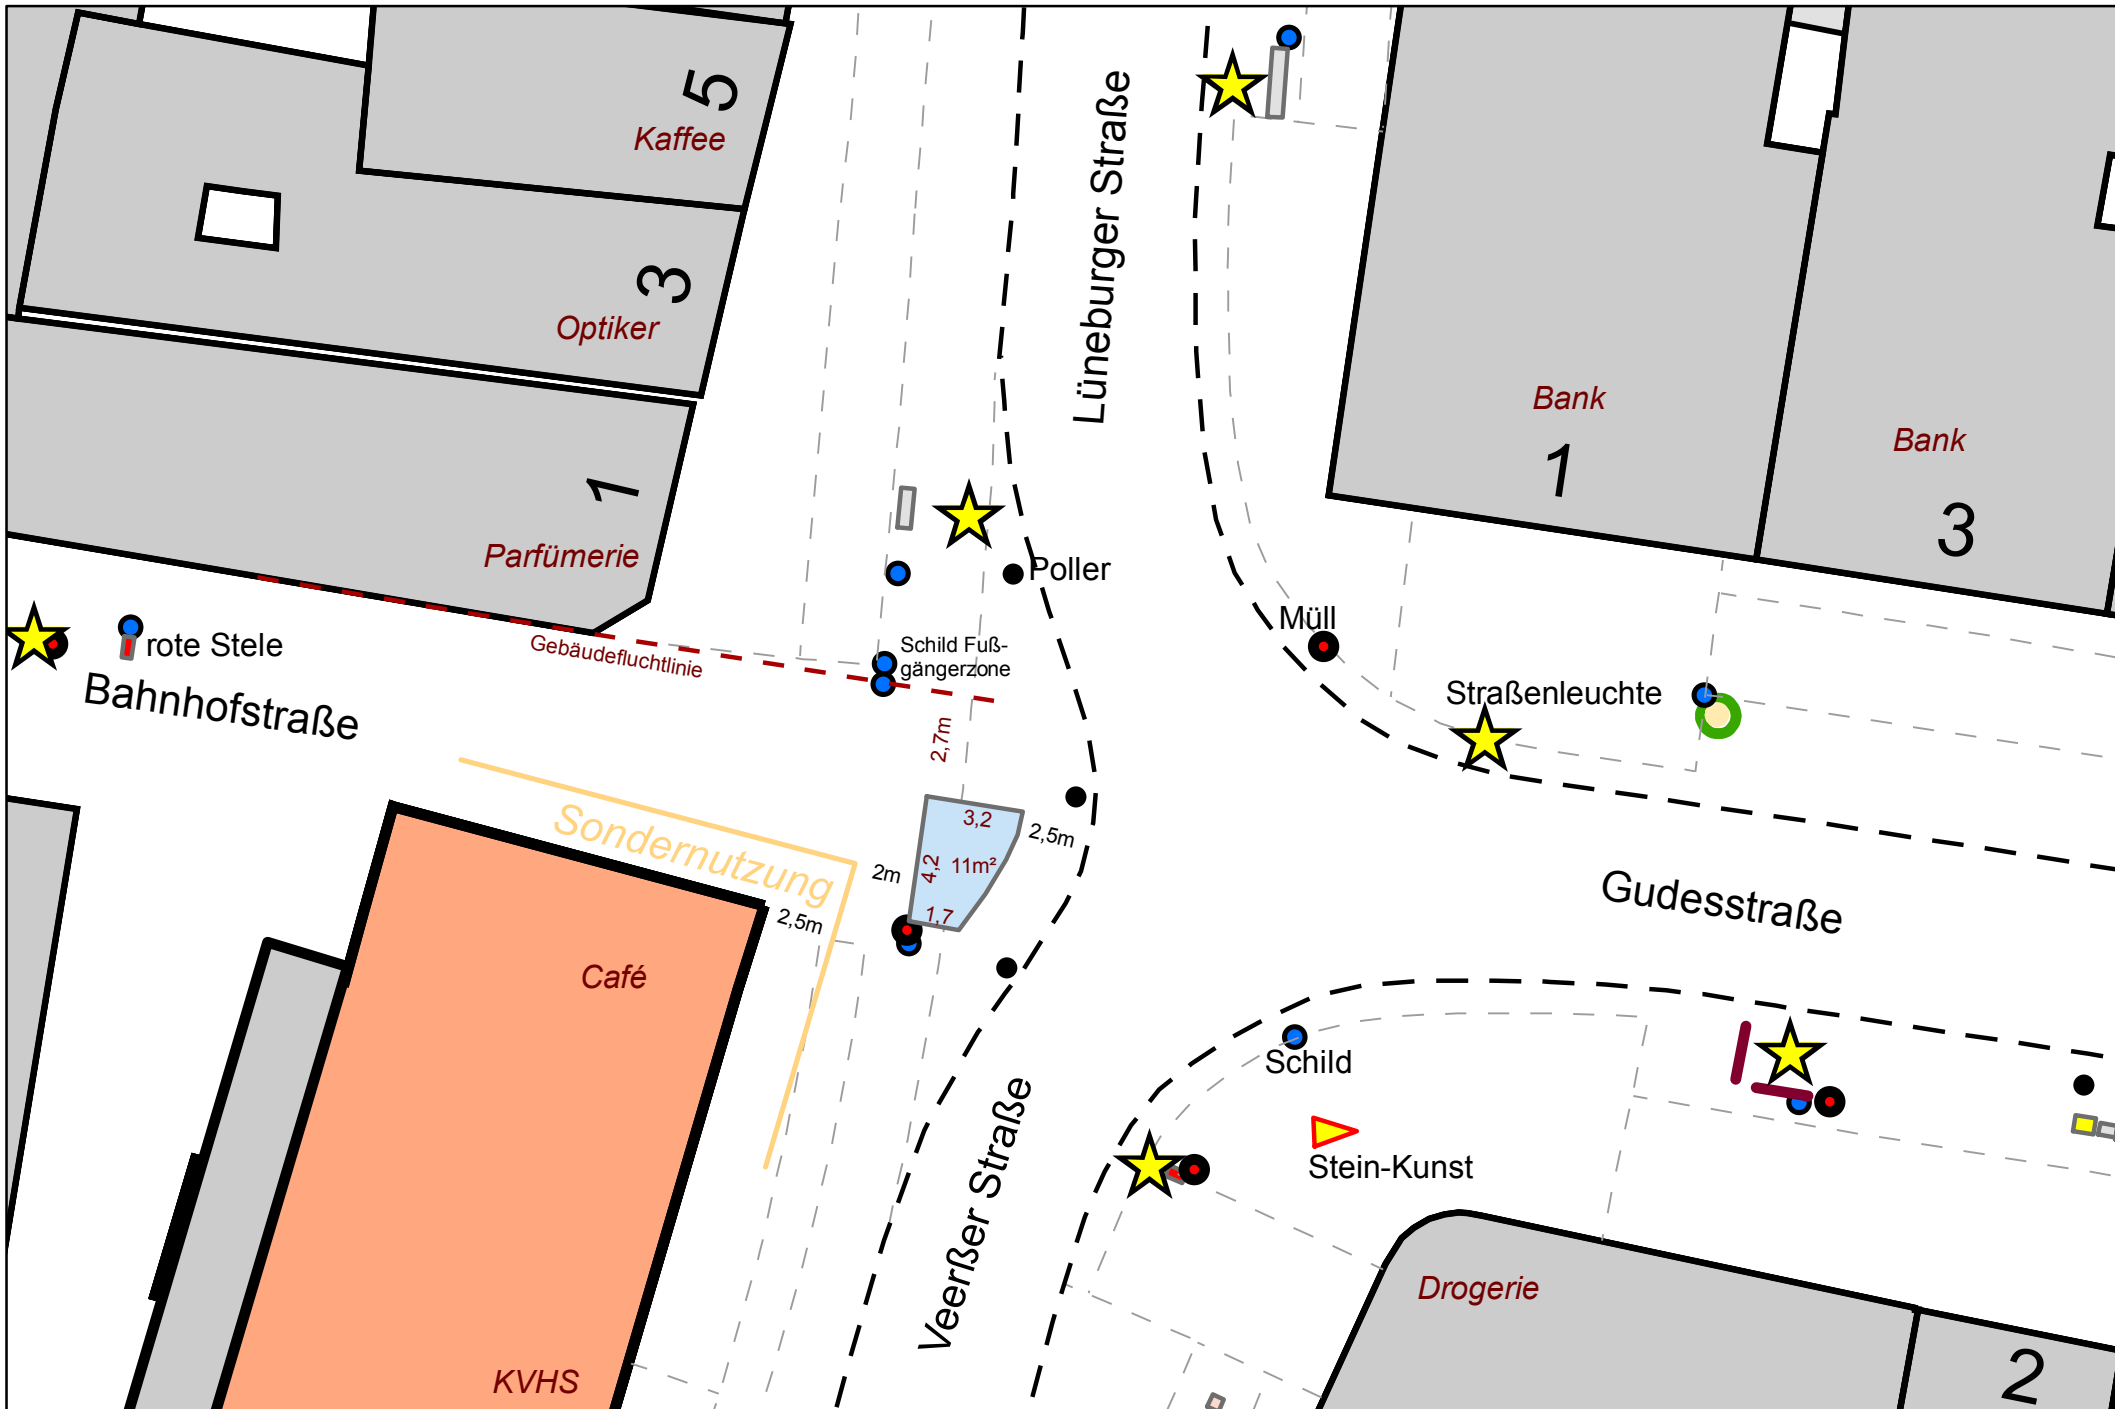 5
Kaffee
3
Optiker
1
Parfümerie
Lüneburger Straße
Bank
1
Bank
3
Poller
Müll
rote Stele
Gebäudefluchtlinie
Schild Fuß-
gängerzone
Bahnhofstraße
Straßenleuchte
2,7m
Sondernutzung
3,2
2,5m
4,2
11m²
2m
1,7
2,5m
Gudesstraße
Café
Schild
Stein-Kunst
Veerßer Straße
Drogerie
KVHS
2